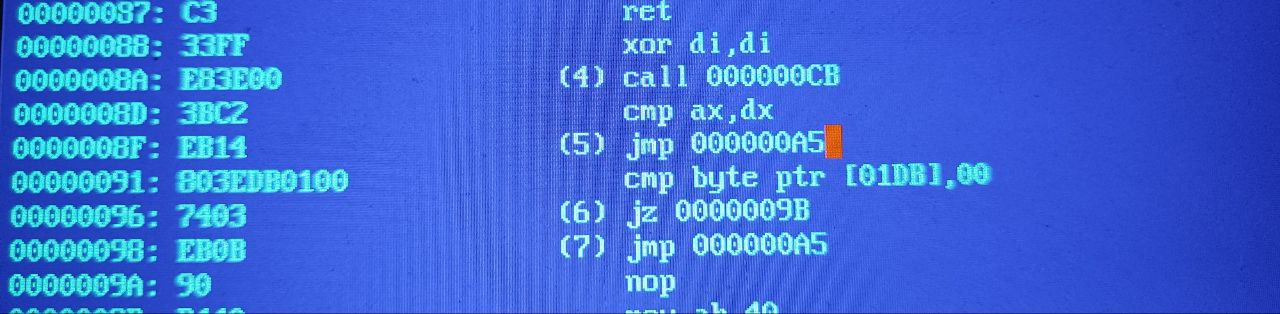 00000087: C3 ret
00000088: 33FF xor di,di
0000008A: E83E00 (4) call 000000CB
0000008D: 3BC2 cmp ax,dx
0000008F: EB14 (5) jmp 000000A5
00000091: 803EDB0100 cmp byte ptr [01DB],00
00000096: 7403 (6) jz 0000009B
00000098: EB0B (7) jmp 000000A5
0000009A: 90 nop